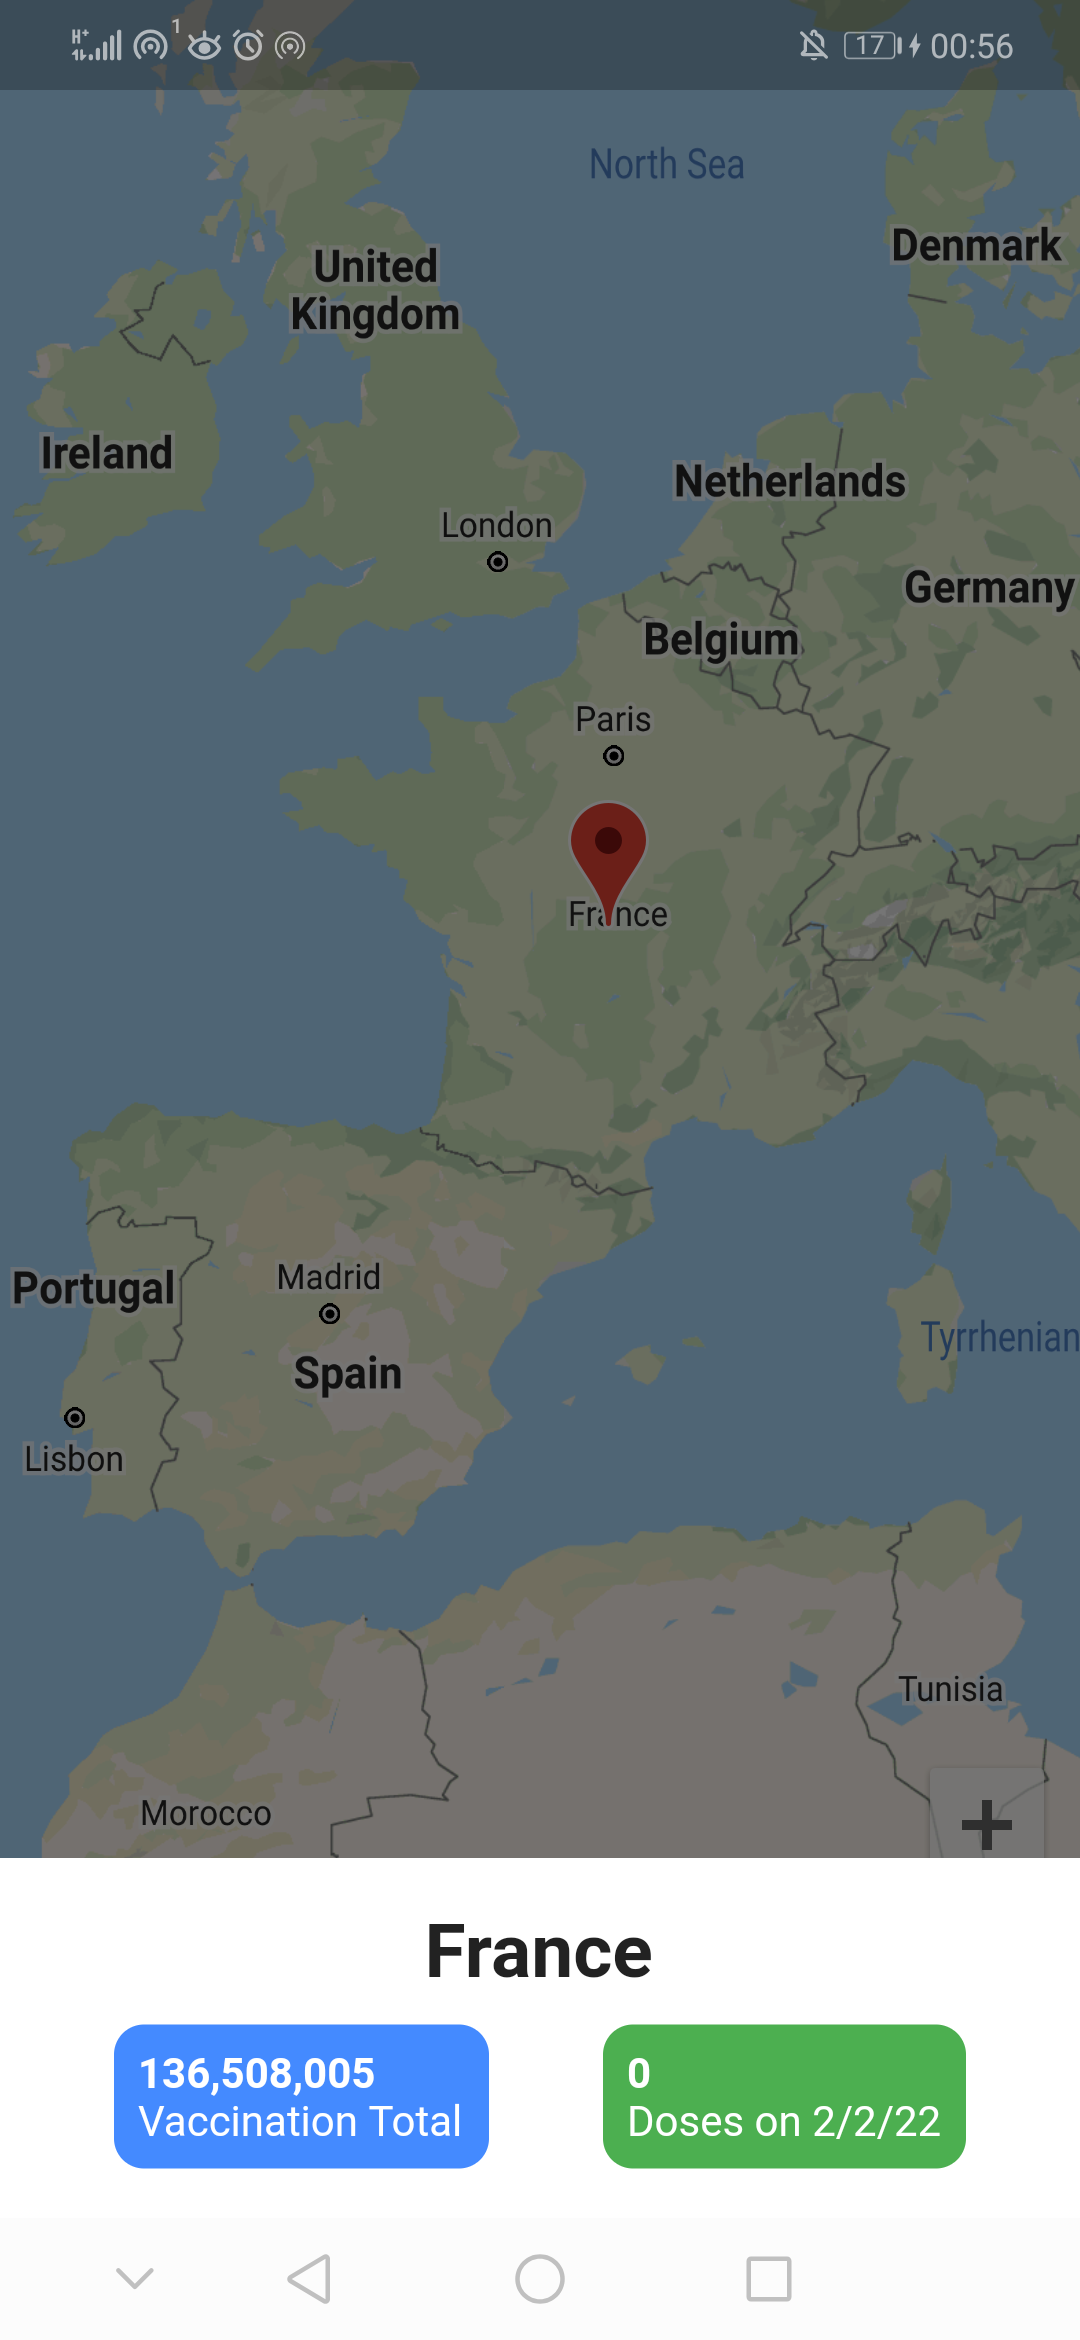 H+ 1 17 00:56
North Sea
Denmark
United
Kingdom
Ireland
Netherlands
London
Germany
Belgium
Paris
France
Madrid
Portugal
Spain
Tyrrhenian
Lisbon
Tunisia
Morocco
France
136,508,005
Vaccination Total
0
Doses on 2/2/22